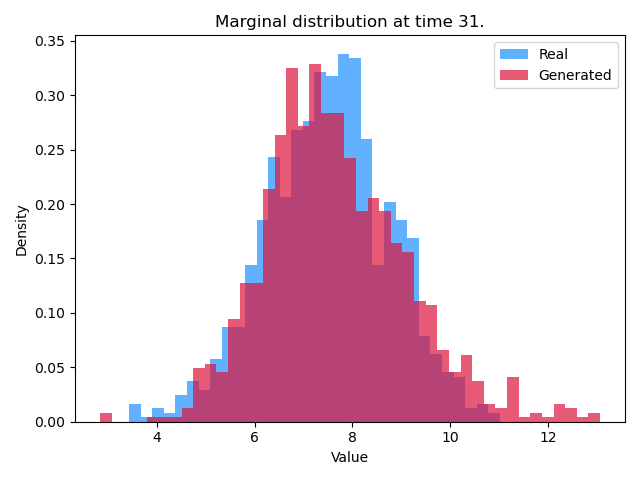 Marginal distribution at time 31.
Real
Generated
0.35
0.30
0.25
0.20
0.15
0.10
0.05
0.00
Density
4 6 8 10 12
Value